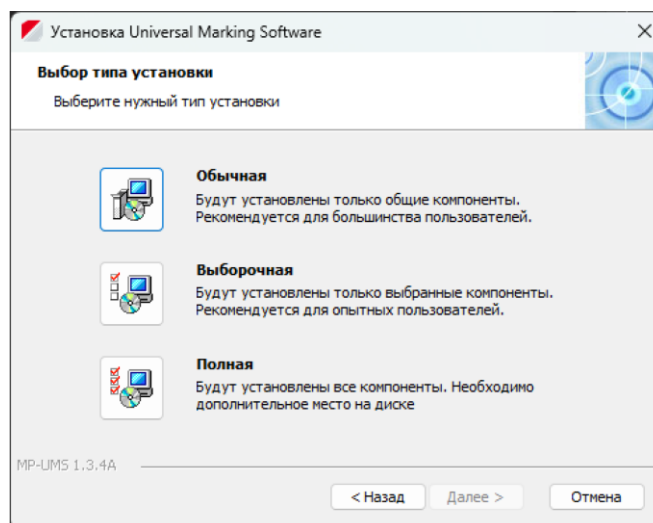 Установка Universal Marking Software
Выбор типа установки
Выберите нужный тип установки
Обычная
Будут установлены только общие компоненты.
Рекомендуется для большинства пользователей.
Выборочная
Будут установлены только выбранные компоненты.
Рекомендуется для опытных пользователей.
Полная
Будут установлены все компоненты. Необходимо
дополнительное место на диске
MP-UMS 1.3.4A
< Назад
Далее >
Отмена